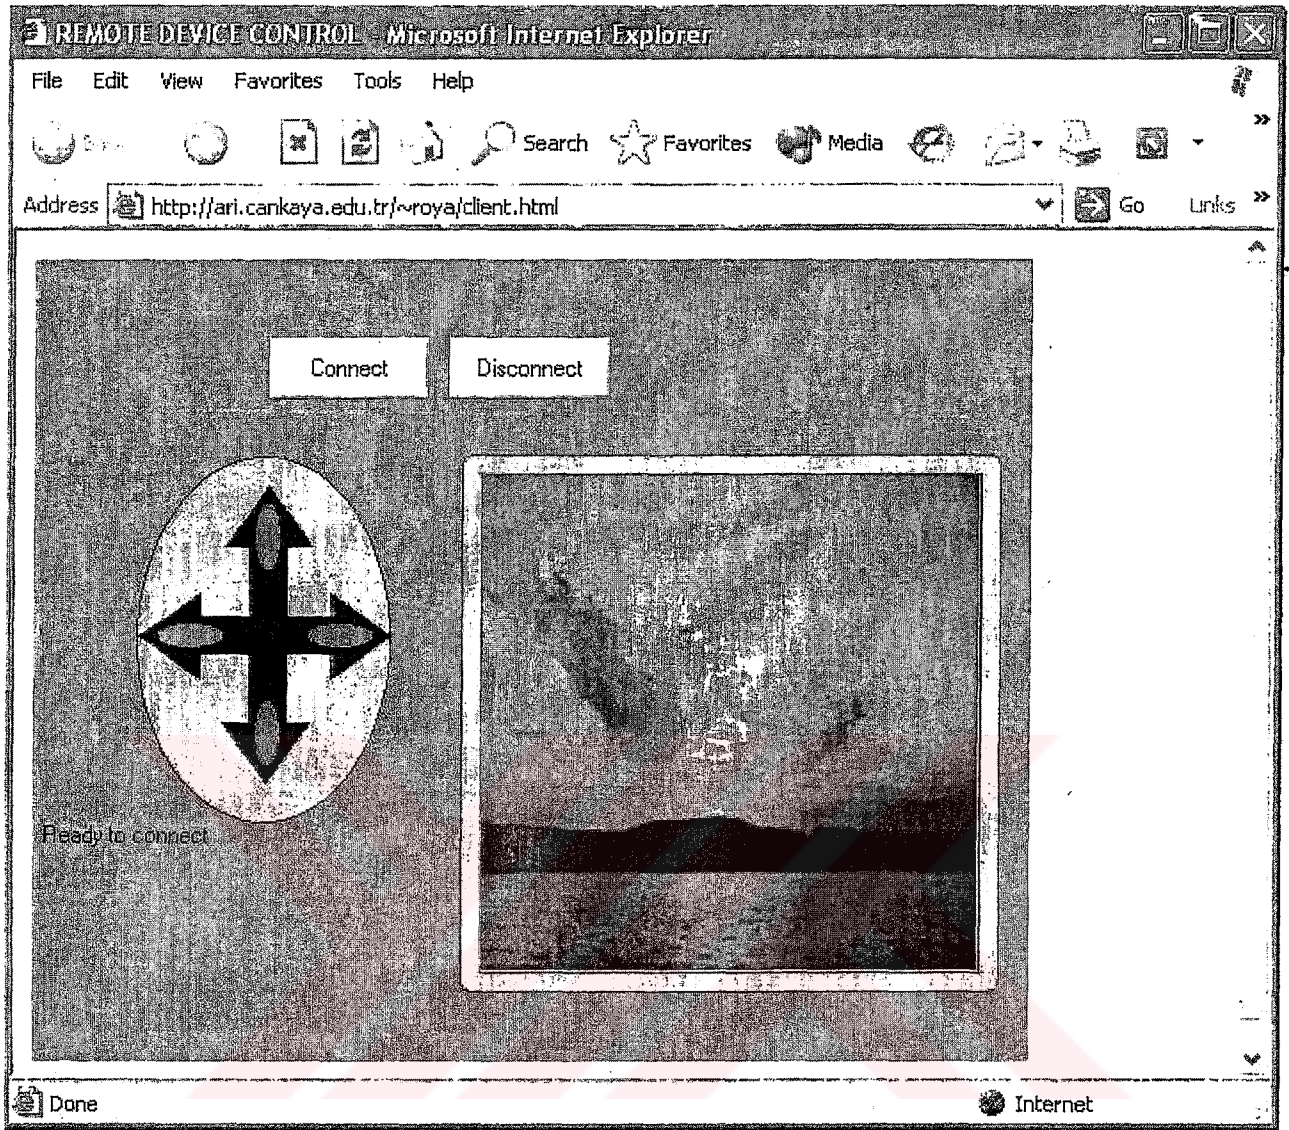 REMOTE DEVICE CONTROL - Microsoft Internet Explorer
File Edit View Favorites Tools Help
Search Favorites Media
Address http://ari.cankaya.edu.tr/~roya/client.html Go Links
Connect Disconnect
Ready to connect
Done Internet